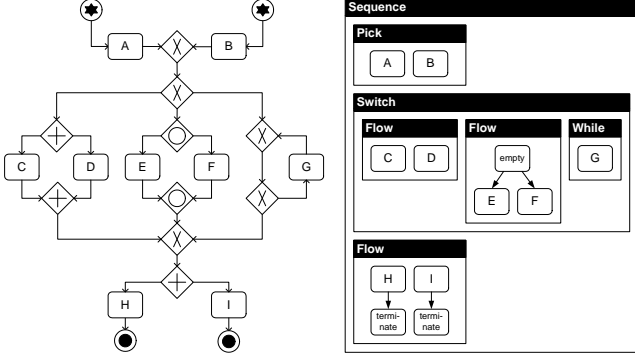 A
B
X
X
C
D
E
F
X
X
G
X
H
I
Sequence
Pick
A B
Switch
Flow
C D
Flow
empty
E F
While
G
Flow
H I
termi-
nate
termi-
nate